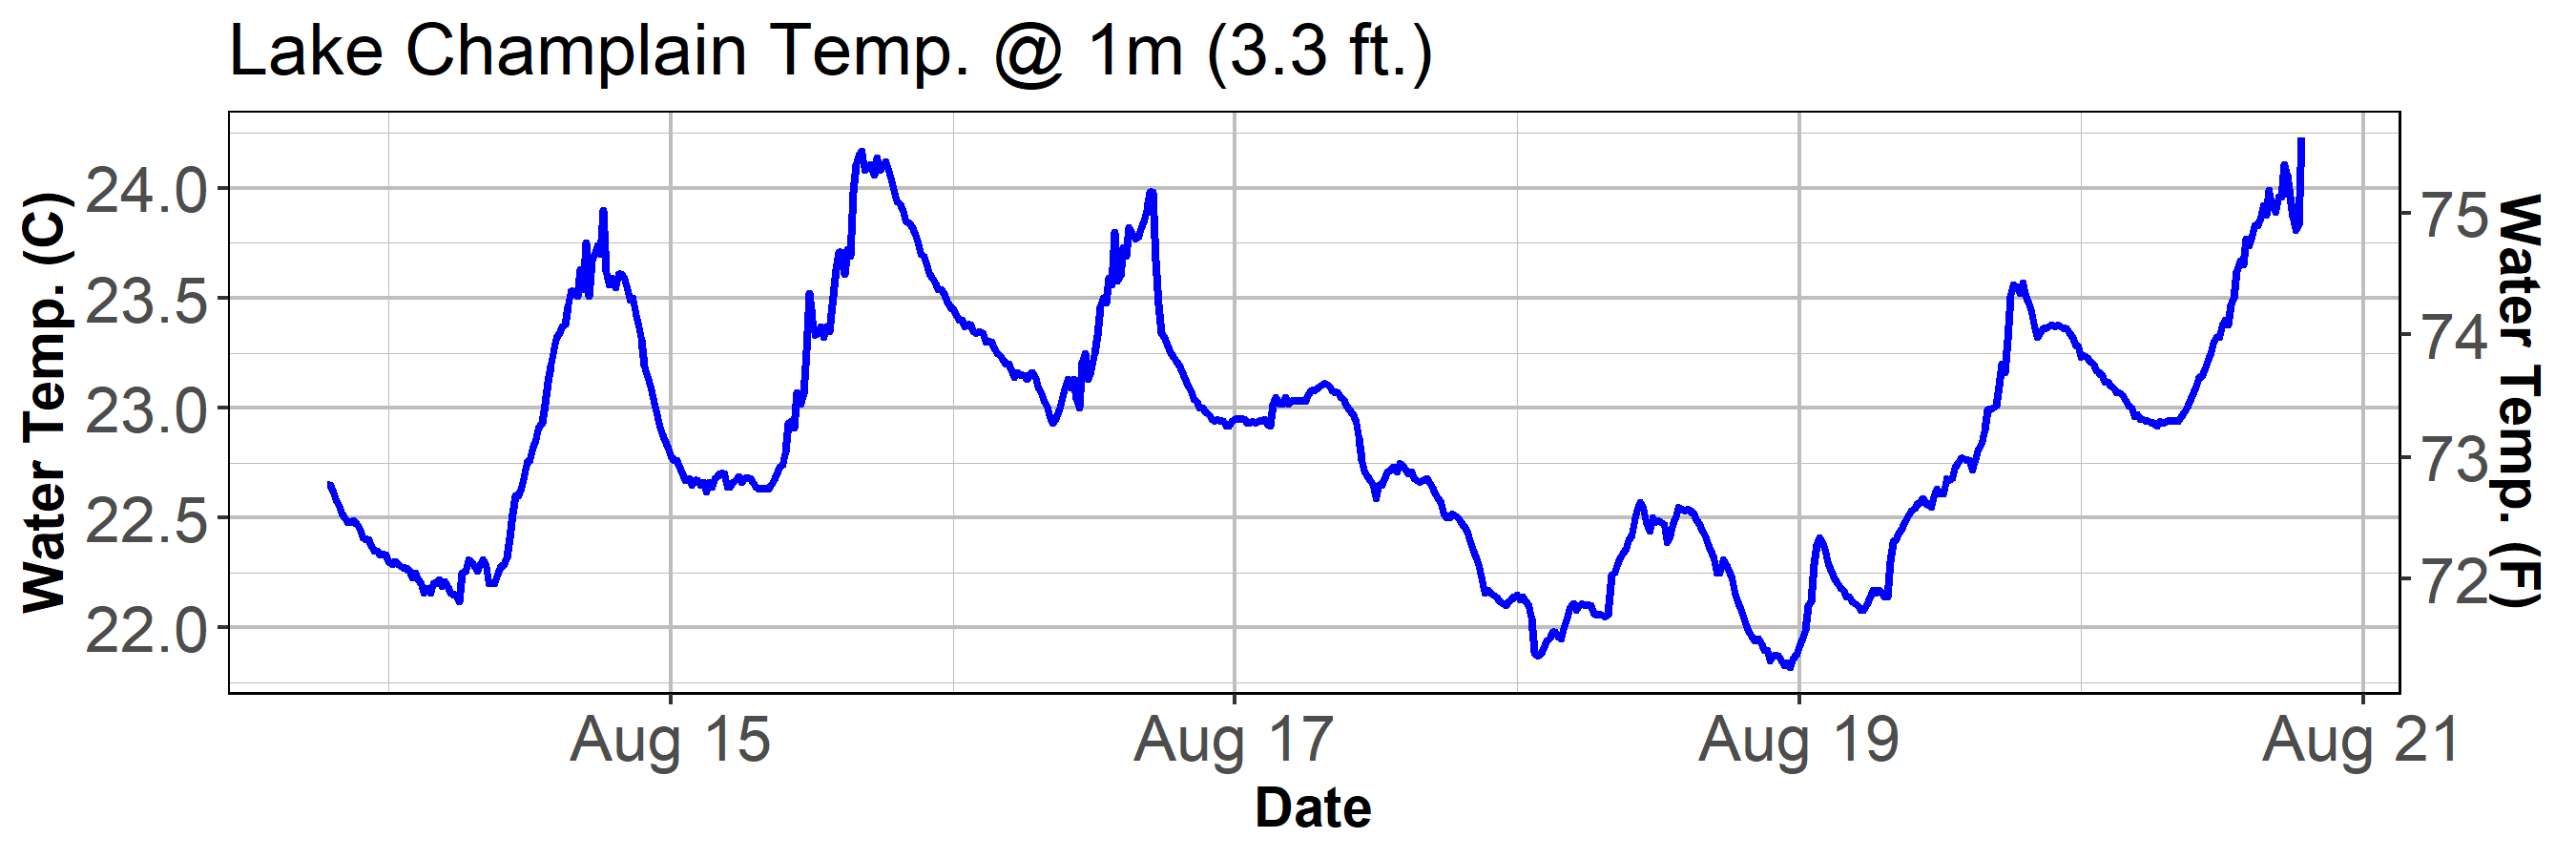 Lake Champlain Temp. @ 1m (3.3 ft.)
Water Temp. (C)
24.0
23.5
23.0
22.5
22.0
75
74
73
72
Water Temp. (F)
Aug 15
Aug 17
Aug 19
Aug 21
Date